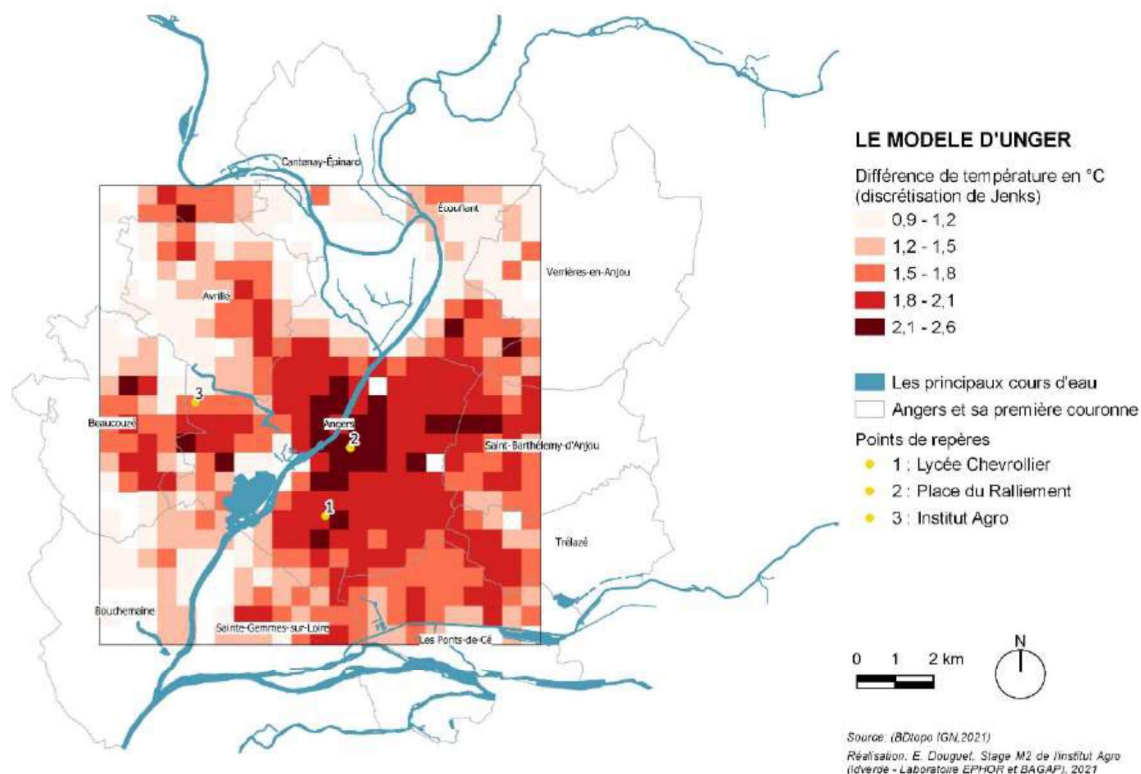 Cantenay-Épinard
Écouflant
Verrières-en-Anjou
Avrillé
3
Beaucouzé
Angers
2
Saint-Barthélemy-d'Anjou
1
Trélazé
Bouchemaine
Sainte-Gemmes-sur-Loire
Les Ponts-de-Cé
LE MODELE D'UNGER
Différence de température en °C
(discrétisation de Jenks)
0,9 - 1,2
1,2 - 1,5
1,5 - 1,8
1,8 - 2,1
2,1 - 2,6
Les principaux cours d'eau
Angers et sa première couronne
Points de repères
1 : Lycée Chevrollier
2 : Place du Ralliement
3 : Institut Agro
0 1 2 km
N
Source: (BDtopo IGN,2021)
Réalisation: E. Douguet, Stage M2 de l'Institut Agro
(Idverde - Laboratoire EPHOR et BAGAP), 2021